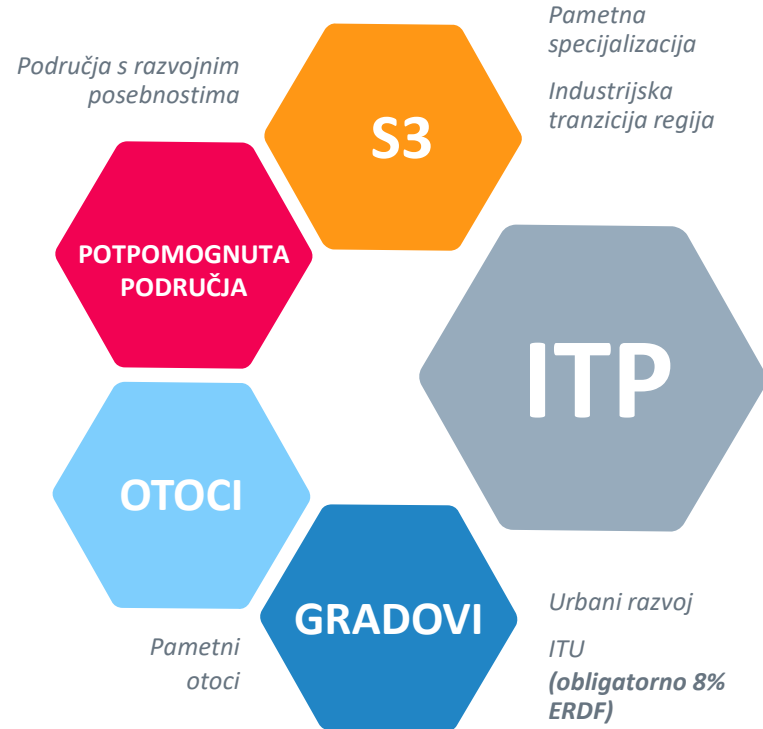 Pametna
specijalizacija
Industrijska
tranzicija regija
Područja s razvojnim
posebnostima
S3
POTPOMOGNUTA
PODRUČJA
ITP
OTOCI
GRADOVI
Pametni
otoci
Urbani razvoj
ITU
(obligatorno 8%
ERDF)